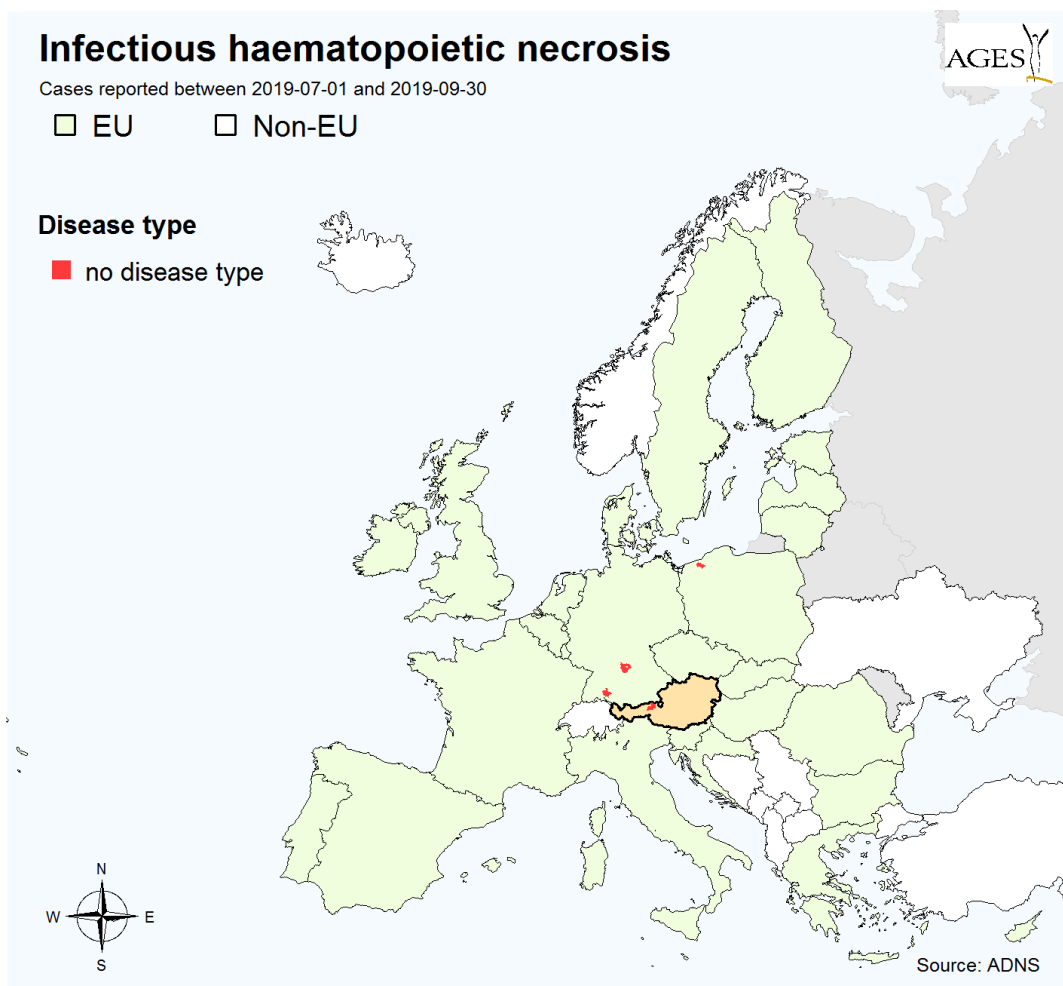 Infectious haematopoietic necrosis
AGES
Cases reported between 2019-07-01 and 2019-09-30
EU Non-EU
Disease type
no disease type
N
W E
S
Source: ADNS